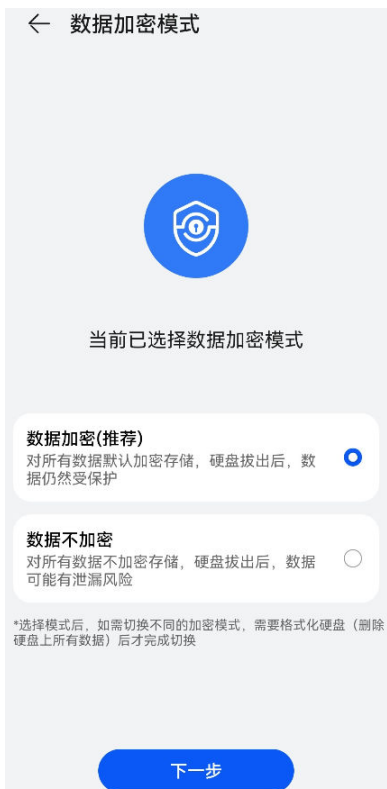 数据加密模式
当前已选择数据加密模式
数据加密(推荐)
对所有数据默认加密存储，硬盘拔出后，数
据仍然受保护
数据不加密
对所有数据不加密存储，硬盘拔出后，数据
可能有泄漏风险
*选择模式后，如需切换不同的加密模式，需要格式化硬盘（删除
硬盘上所有数据）后才完成切换
下一步